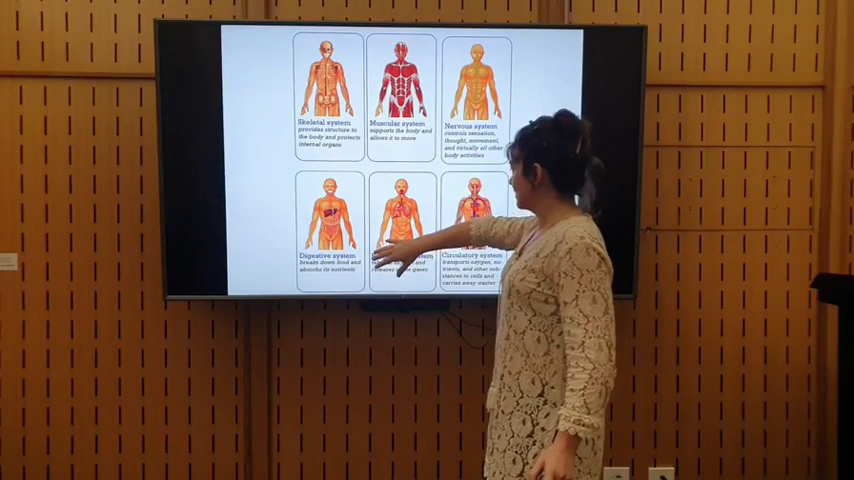 Skeletal system
provides structure to
the body and protects
internal organs
Muscular system
supports the body and
allows it to move
Nervous system
controls sensation,
thought, movement,
and virtually all other
body activities
Digestive system
breaks down food and
absorbs its nutrients
gases
Circulatory system
transports oxygen, nu-
trients, and other sub-
stances to cells and
carries away wastes